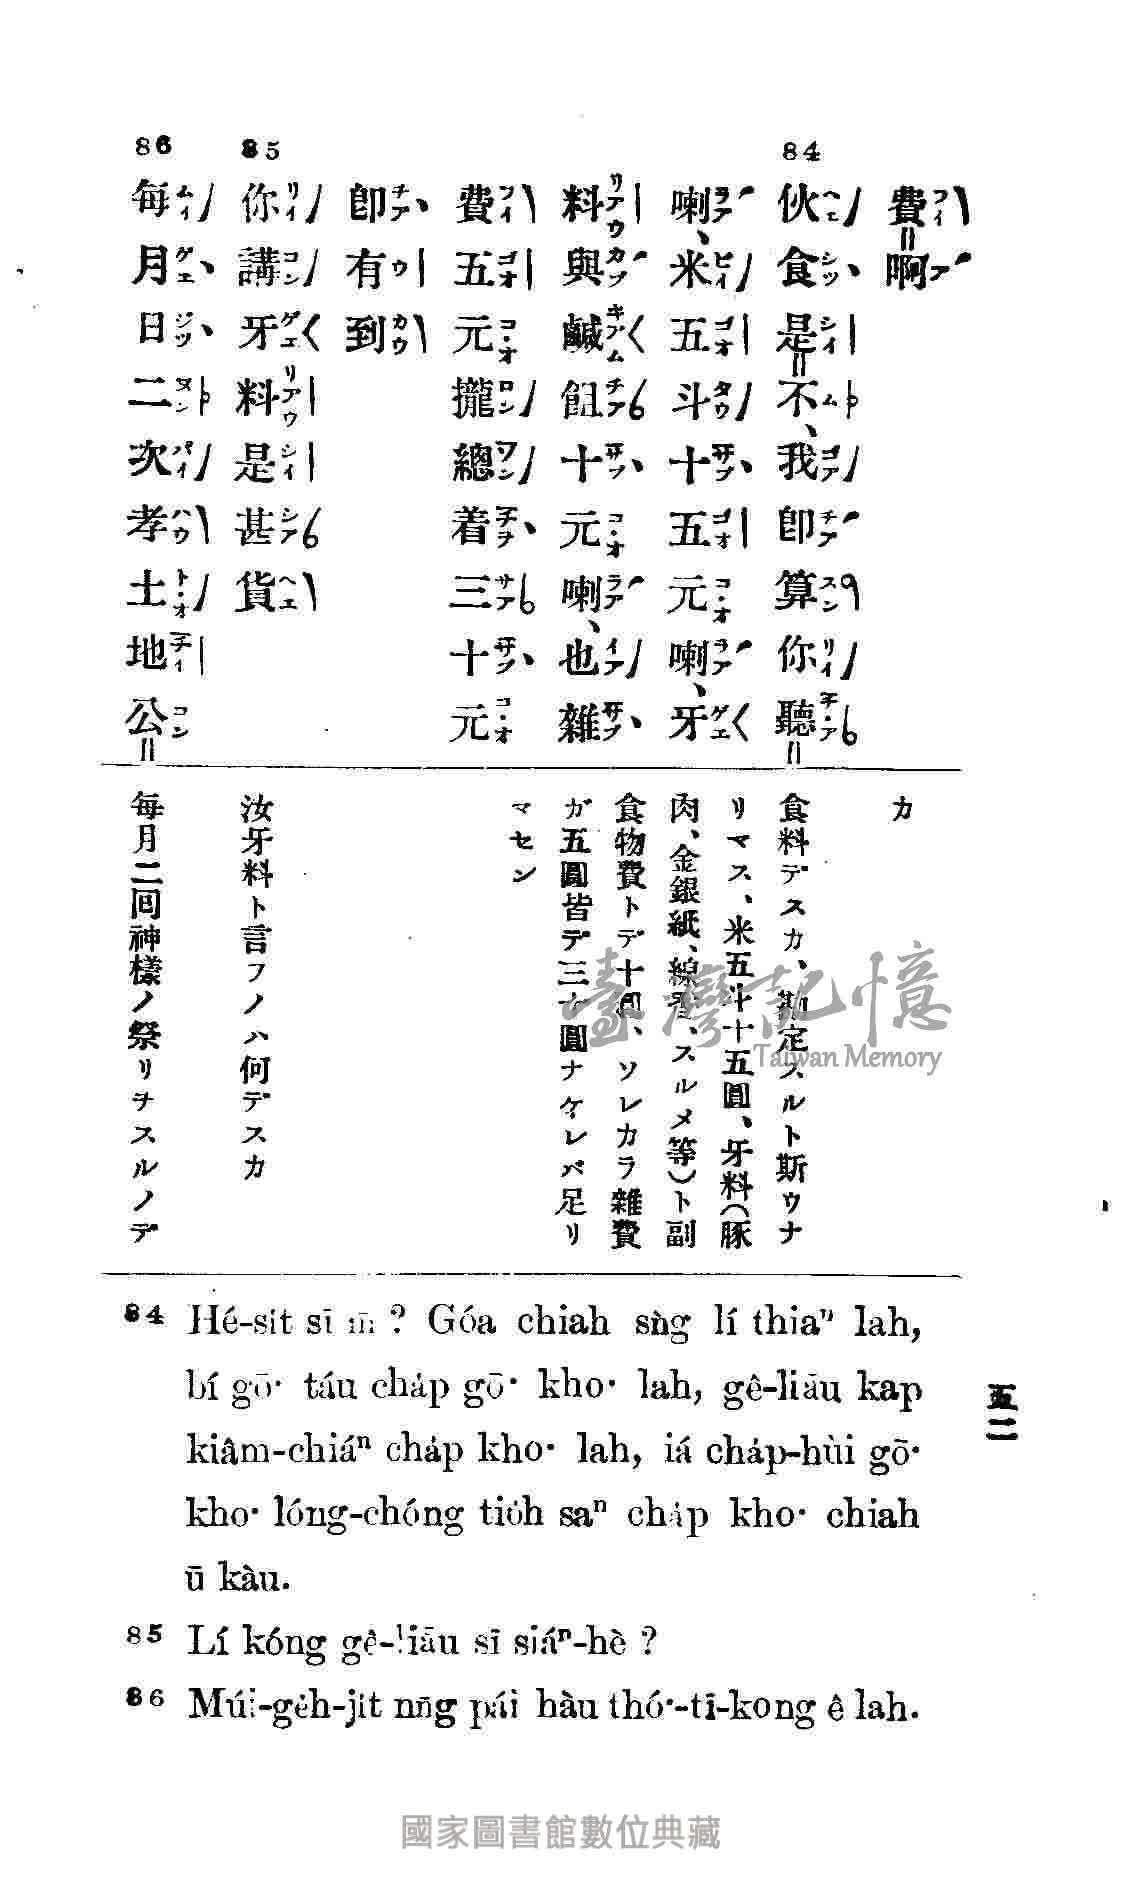 費＝啊
84
伙食是＝不、我卽算你聽＝
喇、米五斗十五元喇、牙
料與鹹餌十元喇、也雜
費五元攏總着三十元
卽有到
85
你講牙料是甚貨
86
每月日二次孝土地公＝
カ
食料デスカ、勘定スルト斯ウナ
リマス、米五斗十五圓、牙料(豚
肉、金銀紙、線香、スルメ等)ト副
食物費トデ十圓、ソレカラ雜費
ガ五圓皆デ三十圓ナケレバ足リ
マセン
汝牙料ト言フノハ何デスカ
每月二回神樣ノ祭リヲスルノデ
84 Hé-si̍t sī m̄ ? Góa chiah sǹg lí thiaⁿ lah,
bí gō͘ táu cha̍p gō͘ kho͘ lah, gê-liāu kap
kiâm-chiáⁿ cha̍p kho͘ lah, iá cha̍p-hùi gō͘
kho͘ lóng-chóng tio̍h saⁿ cha̍p kho͘ chiah
ū kàu.
85 Lí kóng gê-liāu sī siáⁿ-hè ?
86 Múi-ge̍h-ji̍t nn̄g pái hàu thó͘-tī-kong ê lah.
五二
臺灣記憶
Taiwan Memory
國家圖書館數位典藏